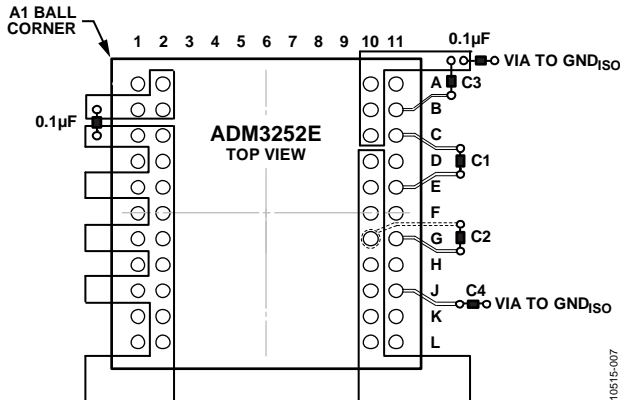 A1 BALL
CORNER
1 2 3 4 5 6 7 8 9 10 11
0.1µF
VIA TO GNDISO
A
C3
B
0.1µF
ADM3252E
TOP VIEW
C
D
C1
E
F
G
C2
H
J
C4
VIA TO GNDISO
K
L
10515-007